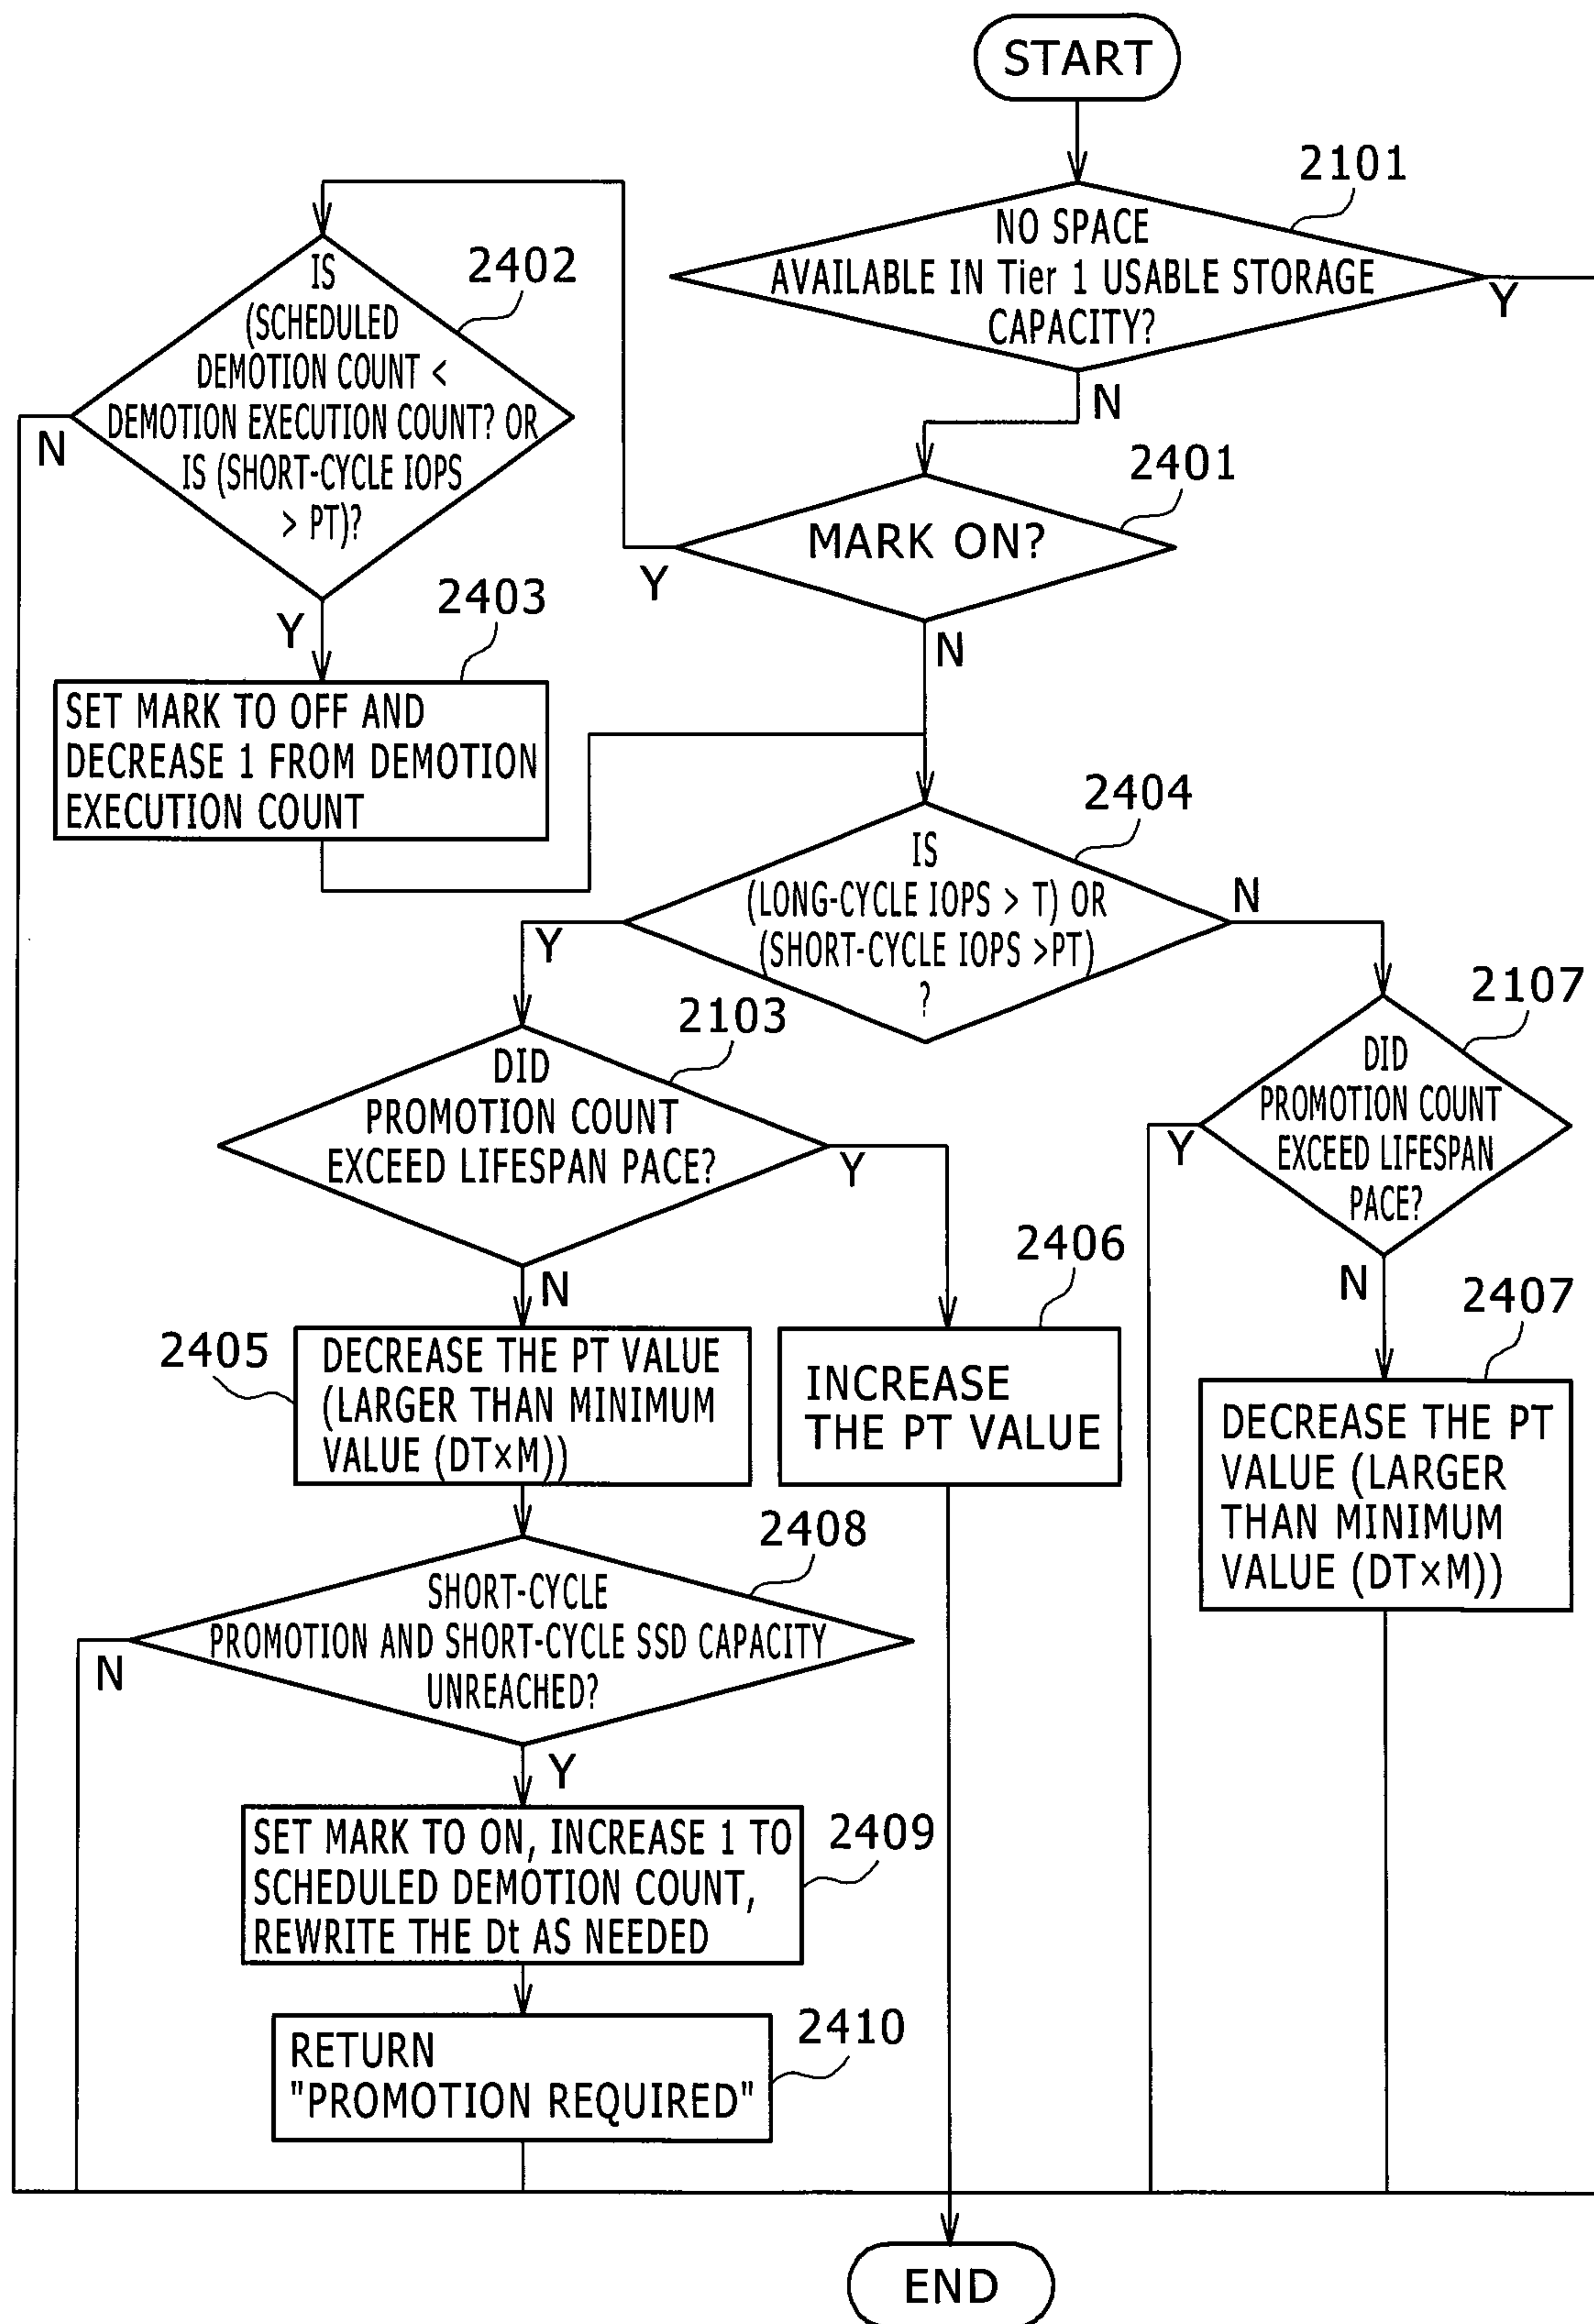 START
2101
NO SPACE
AVAILABLE IN Tier 1 USABLE STORAGE
CAPACITY?
Y
N
2402
IS
(SCHEDULED
DEMOTION COUNT <
DEMOTION EXECUTION COUNT? OR
IS (SHORT-CYCLE IOPS
> PT)?
N
Y
2401
MARK ON?
Y
N
2403
SET MARK TO OFF AND
DECREASE 1 FROM DEMOTION
EXECUTION COUNT
2404
IS
(LONG-CYCLE IOPS > T) OR
(SHORT-CYCLE IOPS >PT)
?
Y
N
2103
DID
PROMOTION COUNT
EXCEED LIFESPAN PACE?
Y
N
2107
DID
PROMOTION COUNT
EXCEED LIFESPAN
PACE?
Y
N
2405
DECREASE THE PT VALUE
(LARGER THAN MINIMUM
VALUE (DT×M))
2406
INCREASE
THE PT VALUE
2407
DECREASE THE PT
VALUE (LARGER
THAN MINIMUM
VALUE (DT×M))
2408
SHORT-CYCLE
PROMOTION AND SHORT-CYCLE SSD CAPACITY
UNREACHED?
N
Y
2409
SET MARK TO ON, INCREASE 1 TO
SCHEDULED DEMOTION COUNT,
REWRITE THE Dt AS NEEDED
2410
RETURN
"PROMOTION REQUIRED"
END